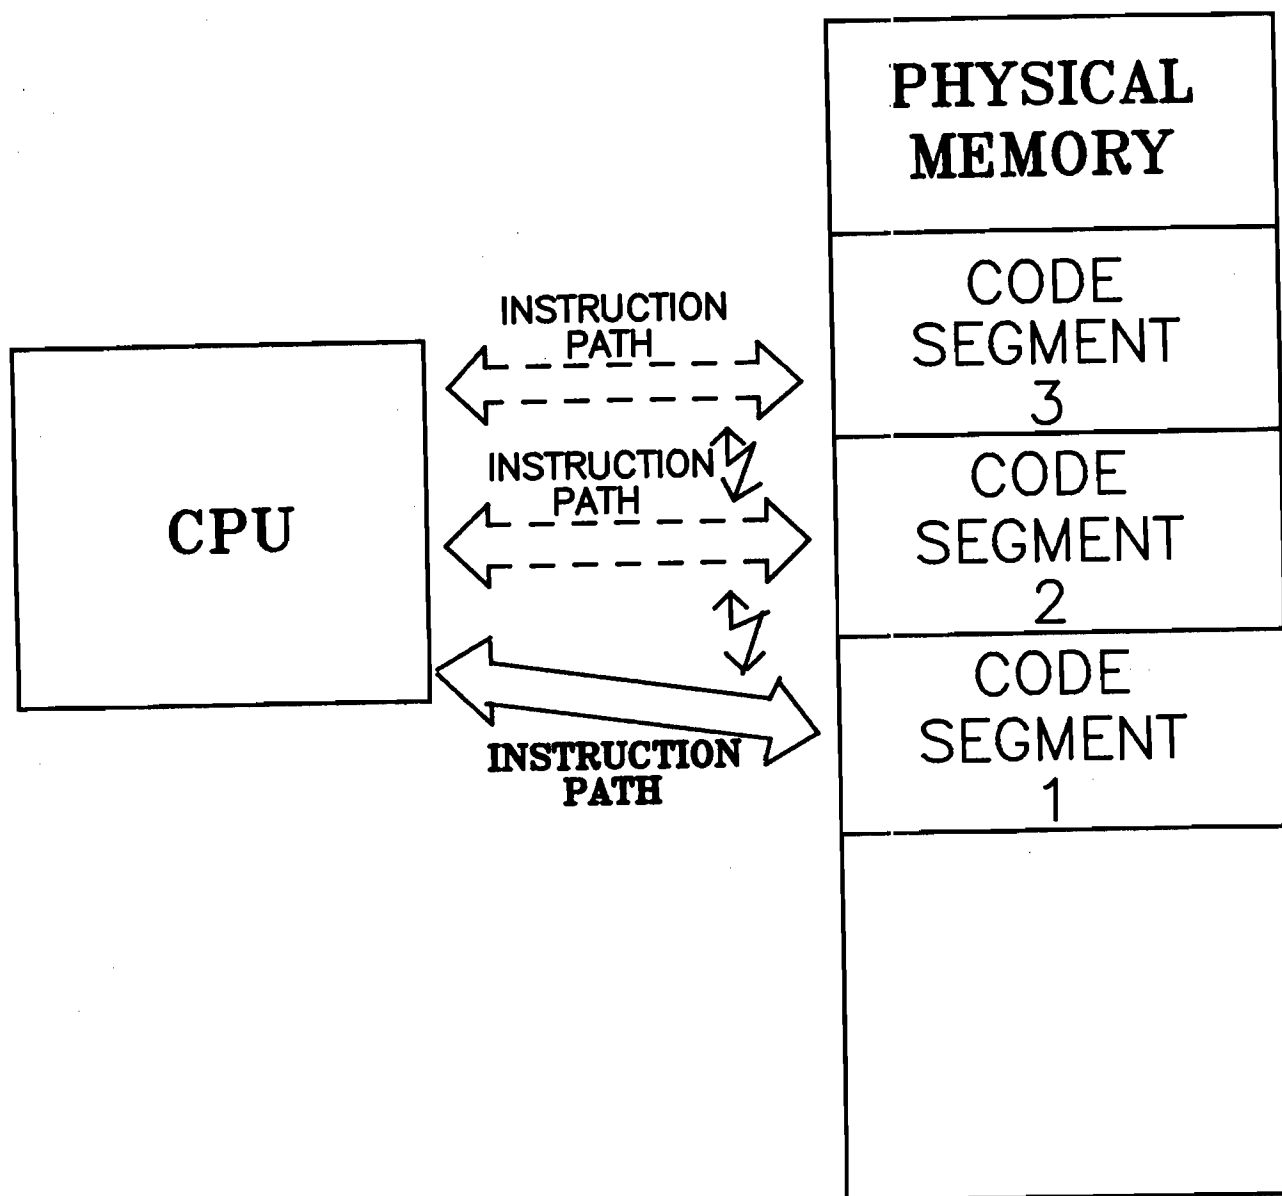 PHYSICAL
MEMORY
CODE
SEGMENT
3
INSTRUCTION
PATH
CODE
SEGMENT
2
INSTRUCTION
PATH
CPU
CODE
SEGMENT
1
INSTRUCTION
PATH